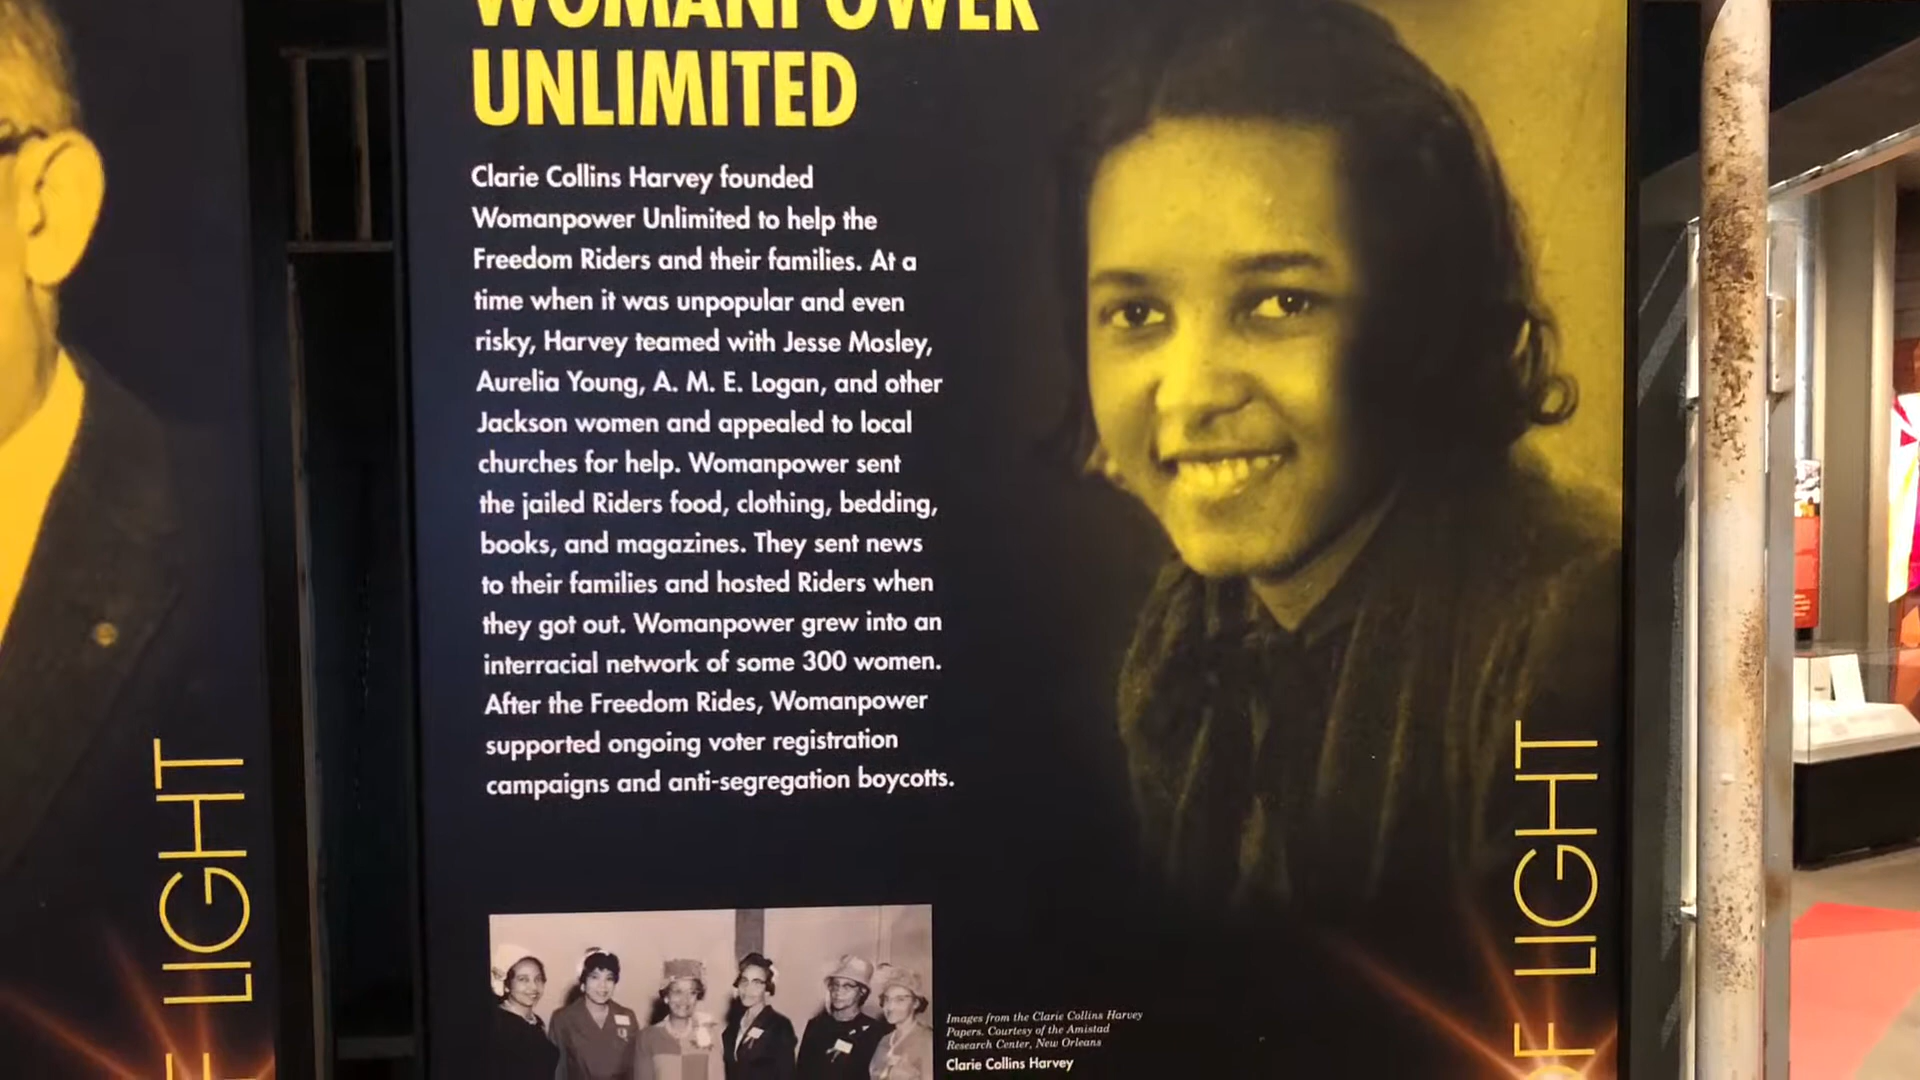 WOMANPOWER
UNLIMITED
Clarie Collins Harvey founded
Womanpower Unlimited to help the
Freedom Riders and their families. At a
time when it was unpopular and even
risky, Harvey teamed with Jesse Mosley,
Aurelia Young, A. M. E. Logan, and other
Jackson women and appealed to local
churches for help. Womanpower sent
the jailed Riders food, clothing, bedding,
books, and magazines. They sent news
to their families and hosted Riders when
they got out. Womanpower grew into an
interracial network of some 300 women.
After the Freedom Rides, Womanpower
supported ongoing voter registration
campaigns and anti-segregation boycotts.
Images from the Clarie Collins Harvey
Papers. Courtesy of the Amistad
Research Center, New Orleans
Clarie Collins Harvey
OF LIGHT
LIGHT